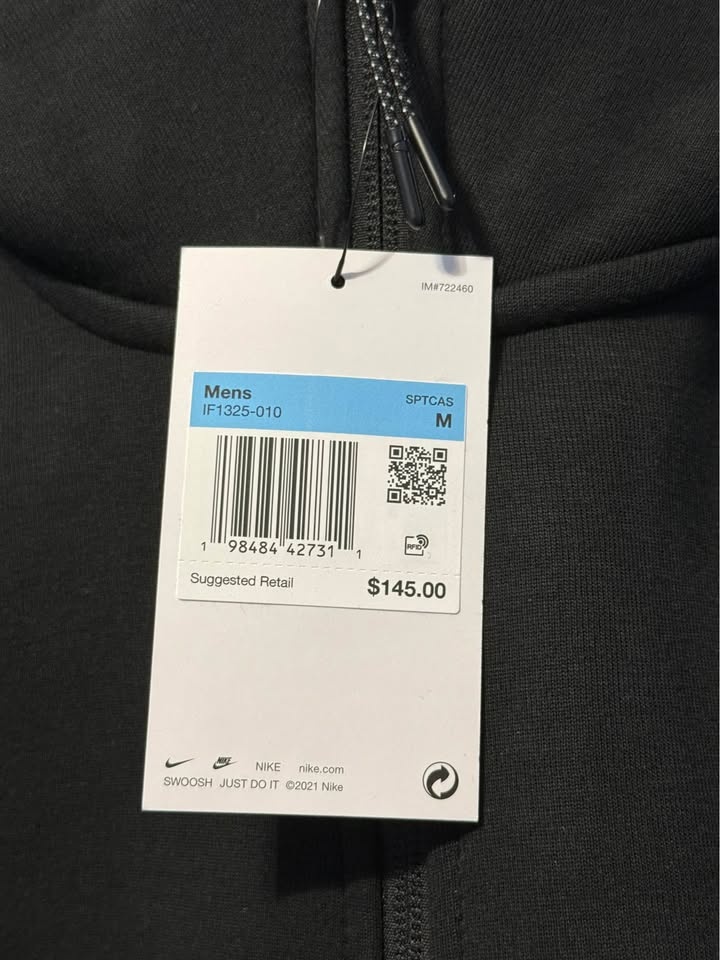 IM#722460
Mens
SPTCAS
IF1325-010
M
1 98484 42731 1
RFID
Suggested Retail
$145.00
NIKE
NIKE
nike.com
SWOOSH JUST DO IT ©2021 Nike